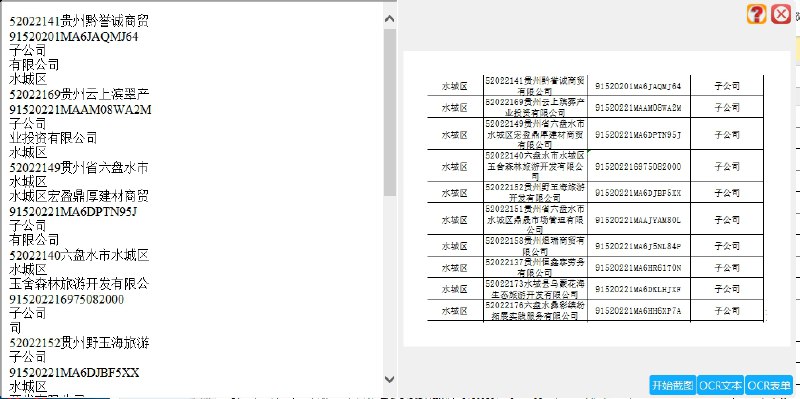 52022141贵州黔誉诚商贸
91520201MA6JAQMJ64
子公司
有限公司
水城区
52022169贵州云上滨翠产
91520221MAAM08WA2M
子公司
业投资有限公司
水城区
52022149贵州省六盘水市
水城区
水城区宏盈鼎厚建材商贸
91520221MA6DPTN95J
子公司
有限公司
52022140六盘水市水城区
水城区
玉舍森林旅游开发有限公
915202216975082000
子公司
司
52022152贵州野玉海旅游
子公司
91520221MA6DJBF5XX
水城区
水城区 52022141贵州黔誉诚商贸 91520201MA6JAQMJ64 子公司
有限公司
水城区 52022169贵州云上 产 91520221MAAM08WA2M 子公司
业投资有限公司
52022149贵州省六盘水市
水城区 水城区宏盈鼎厚建材商贸 91520221MA6DPTN95J 子公司
有限公司
52022140六盘水市水城区
水城区 玉舍森林旅游开发有限公 915202216975082000 子公司
司
水城区 52022152贵州野玉海旅游 91520221MA6DJBF5XX 子公司
开发有限公司
52022151贵州省六盘水市
水城区 水城区鼎晟市场管理有限 91520221MAAJYAM80L 子公司
公司
水城区 52022158贵州 瑞商贸有 91520221MA6J5NL84P 子公司
限公司
水城区 52022137贵州恒鑫泰劳务 91520221MA6HR61T0N 子公司
有限公司
水城区 52022173水城县乌蒙花海 91520221MA6DKLHJXF 子公司
生态旅游开发有限公司
水城区 52022176六盘水鼎彩缤纷 91520221MA6HH6XP7A 子公司
拓展实践服务有限公司
开始截图 OCR文本 OCR表单